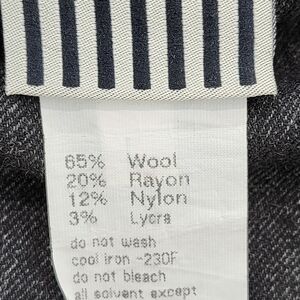 65% Wool
20% Rayon
12% Nylon
3% Lycra
do not wash
cool iron ~230F
do not bleach
all solvent except